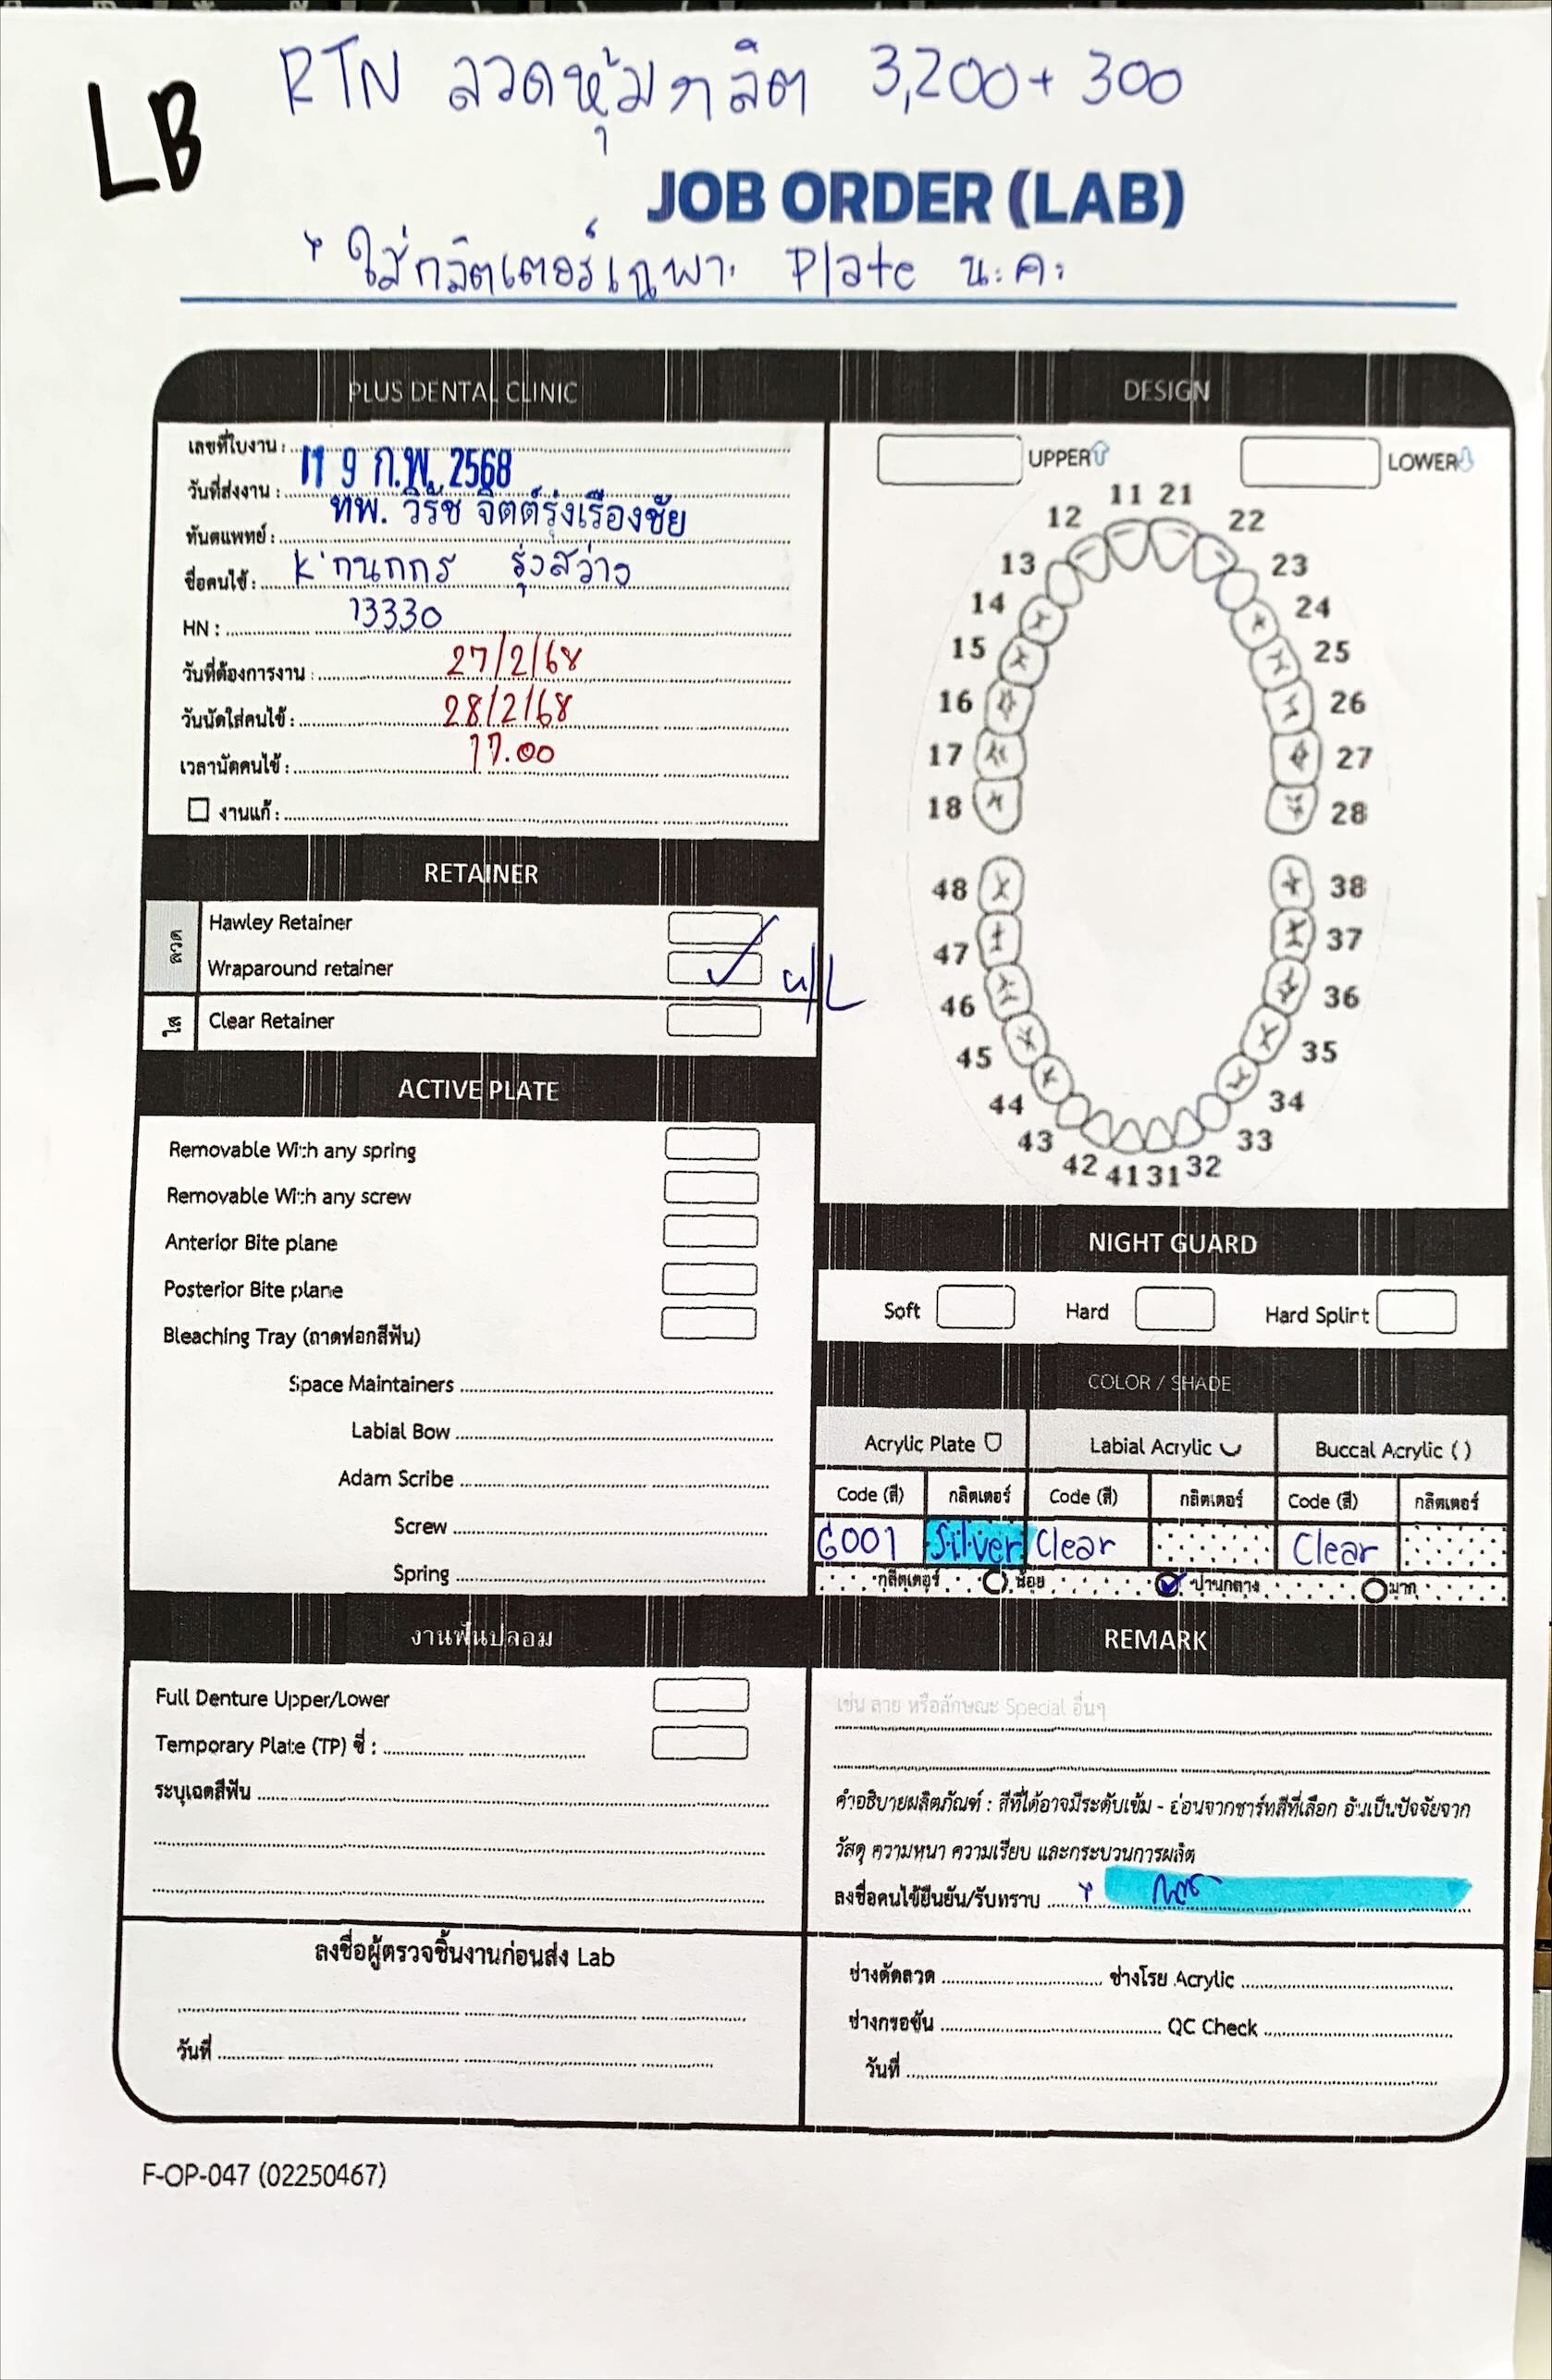 LB
RTN ลวดหุ้มกลิต 3,200+ 300
JOB ORDER (LAB)
* ใส่กลิตเตอร์เฉพาะ Plate นะคะ
PLUS DENTAL CLINIC
เลขที่ใบงาน :
วันที่ส่งงาน : 19 ก.พ. 2568
ทันตแพทย์ : ทพ. วิรัช จิตต์รุ่งเรืองชัย
ชื่อคนไข้ : K'กนกกร รุ่งสว่าง
HN : 13330
วันที่ต้องการงาน : 27/2/68
วันนัดใส่คนไข้ : 28/2/68
เวลานัดคนไข้ : 17.00
งานแก้ :
DESIGN
UPPER LOWER
11 21
12 22
13 23
14 24
15 25
16 26
17 27
18 28
48 38
47 37
46 36
45 35
44 34
43 33
42 41 31 32
RETAINER
ลวด
Hawley Retainer
Wraparound retainer u/L
ใส
Clear Retainer
ACTIVE PLATE
Removable With any spring
Removable With any screw
Anterior Bite plane
Posterior Bite plane
Bleaching Tray (ถาดฟอกสีฟัน)
Space Maintainers
Labial Bow
Adam Scribe
Screw
Spring
NIGHT GUARD
Soft Hard Hard Splint
COLOR / SHADE
Acrylic Plate Labial Acrylic Buccal Acrylic ( )
Code (สี) กลิตเตอร์ Code (สี) กลิตเตอร์ Code (สี) กลิตเตอร์
G001 Silver Clear Clear
กลิตเตอร์ น้อย ปานกลาง มาก
งานฟันปลอม
Full Denture Upper/Lower
Temporary Plate (TP) ซี่ :
ระบุเฉดสีฟัน
REMARK
เช่น ลาย หรือลักษณะ Special อื่นๆ
คำอธิบายผลิตภัณฑ์ : สีที่ได้อาจมีระดับเข้ม - อ่อนจากชาร์ทสีที่เลือก อันเป็นปัจจัยจาก
วัสดุ ความหนา ความเรียบ และกระบวนการผลิต
ลงชื่อคนไข้ยืนยัน/รับทราบ
ลงชื่อผู้ตรวจชิ้นงานก่อนส่ง Lab
วันที่
ช่างดัดลวด ช่างโรย Acrylic
ช่างกรอขัน QC Check
วันที่
F-OP-047 (02250467)